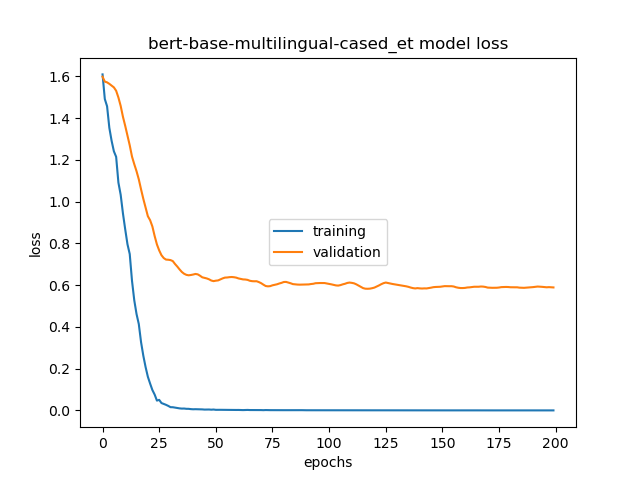 bert-base-multilingual-cased_et model loss
loss
1.6
1.4
1.2
1.0
0.8
0.6
0.4
0.2
0.0
training
validation
0 25 50 75 100 125 150 175 200
epochs